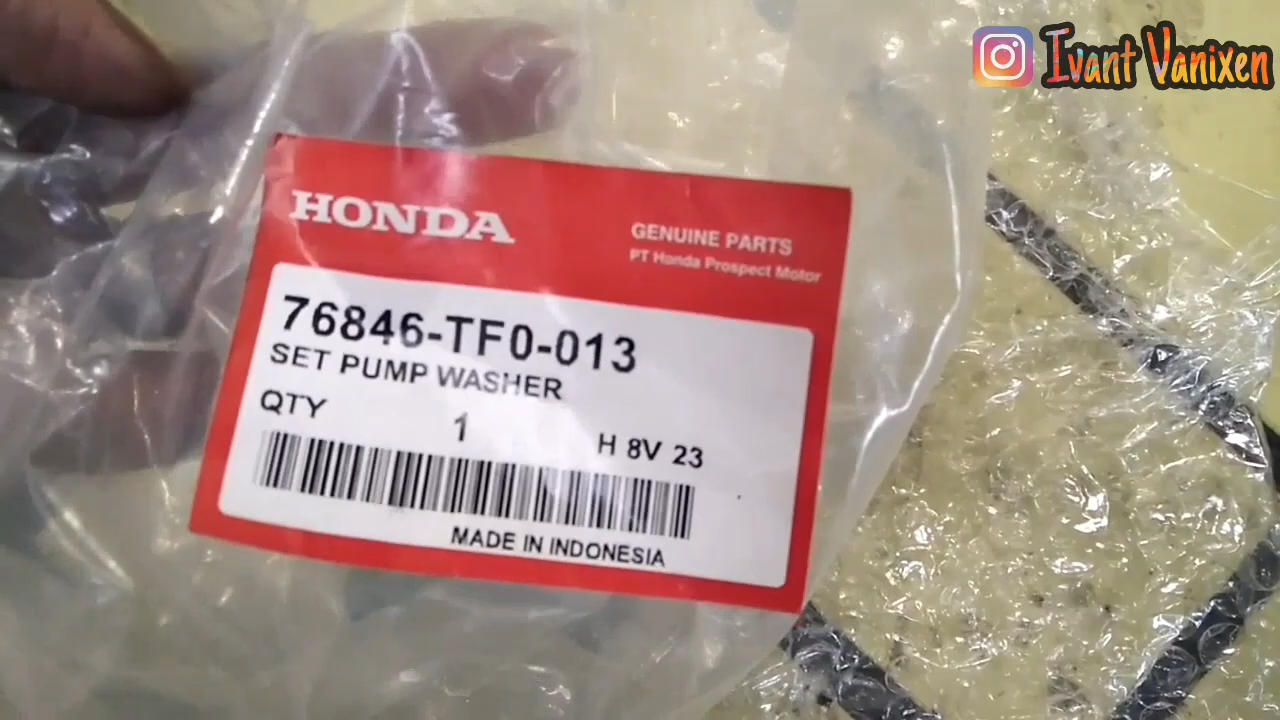 Ivant Vanixen
HONDA
GENUINE PARTS
PT Honda Prospect Motor
76846-TF0-013
SET PUMP WASHER
QTY 1 H 8V 23
MADE IN INDONESIA